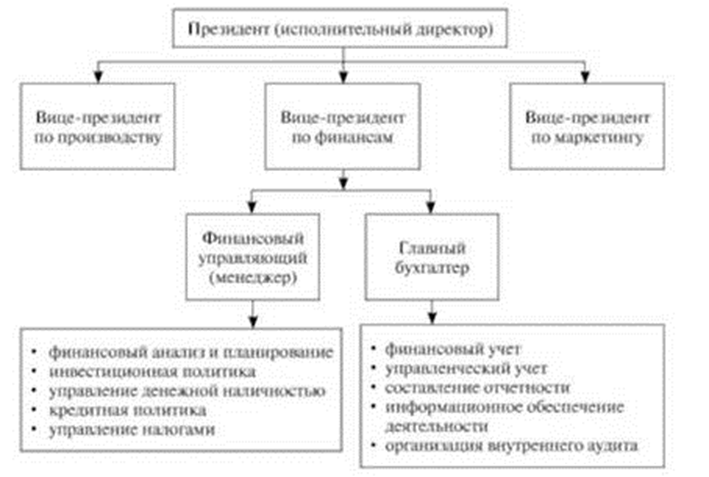 Президент (исполнительный директор)
Вице-президент
по производству
Вице-президент
по финансам
Вице-президент
по маркетингу
Финансовый
управляющий
(менеджер)
Главный
бухгалтер
• финансовый анализ и планирование
• инвестиционная политика
• управление денежной наличностью
• кредитная политика
• управление налогами
• финансовый учет
• управленческий учет
• составление отчетности
• информационное обеспечение
деятельности
• организация внутреннего аудита